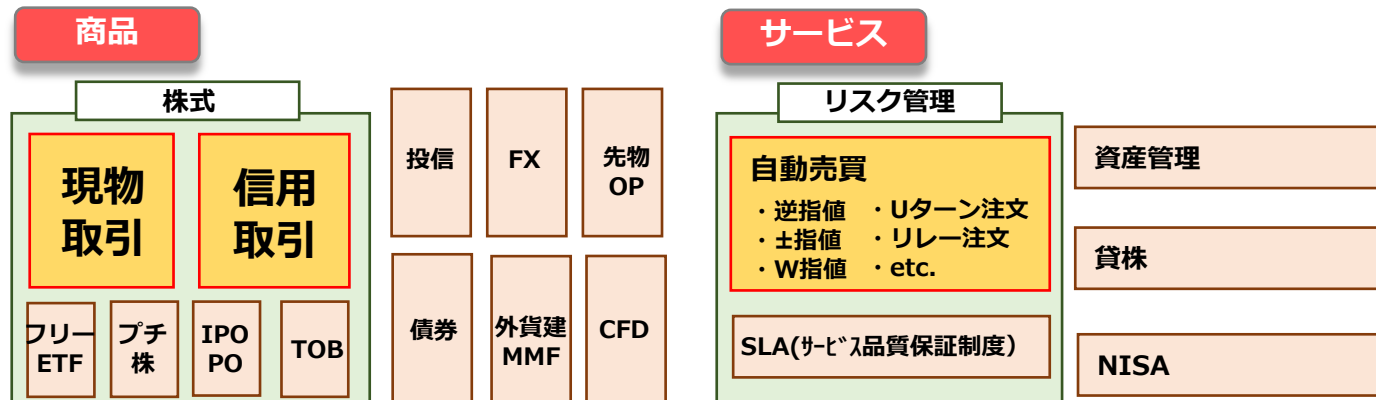 商品
株式
現物
取引
信用
取引
フリー
ETF
プチ
株
IPO
PO
TOB
投信
FX
先物
OP
債券
外貨建
MMF
CFD
サービス
リスク管理
自動売買
・逆指値 ・Uターン注文
・±指値 ・リレー注文
・W指値 ・etc.
SLA(ｻｰﾋﾞｽ品質保証制度）
資産管理
貸株
NISA